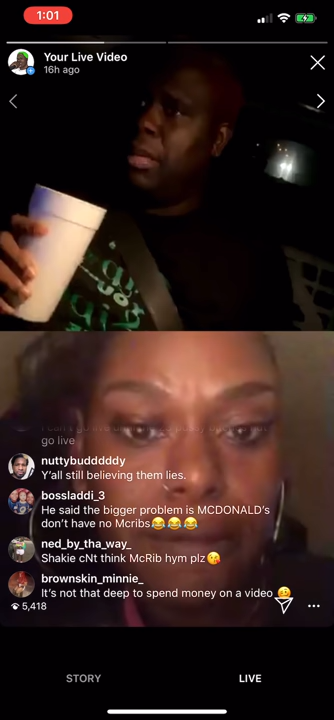 1:01
Your Live Video
16h ago
go live
nuttybudddddy
Y'all still believing them lies.
bossladdi_3
He said the bigger problem is MCDONALD's
don't have no Mcribs😂😂😂
ned_by_tha_way_
Shakie cNt think McRib hym plz😘
brownskin_minnie_
It's not that deep to spend money on a video
5,418
STORY
LIVE